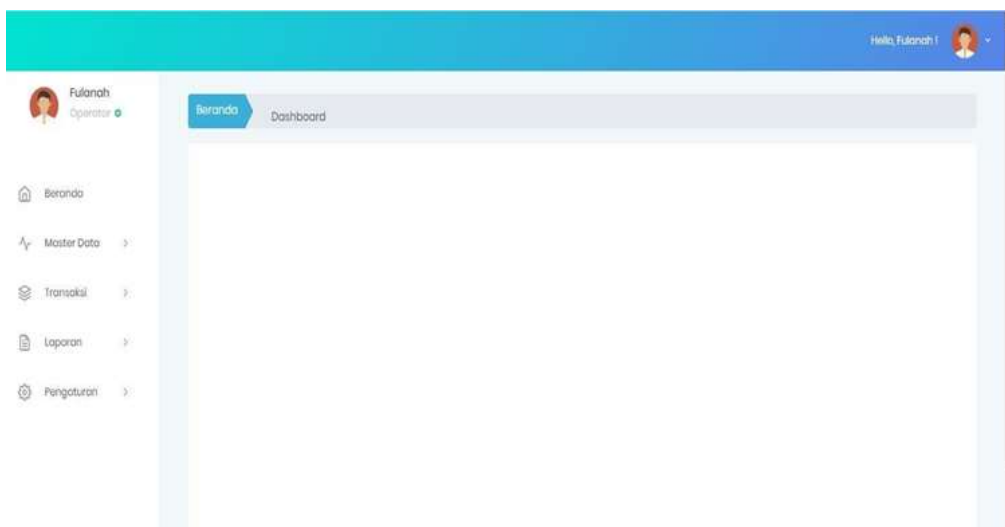 Hello, Fulanah !
Fulanah
Operator
Beranda
Dashboard
Beranda
Master Data
Transaksi
Laporan
Pengaturan